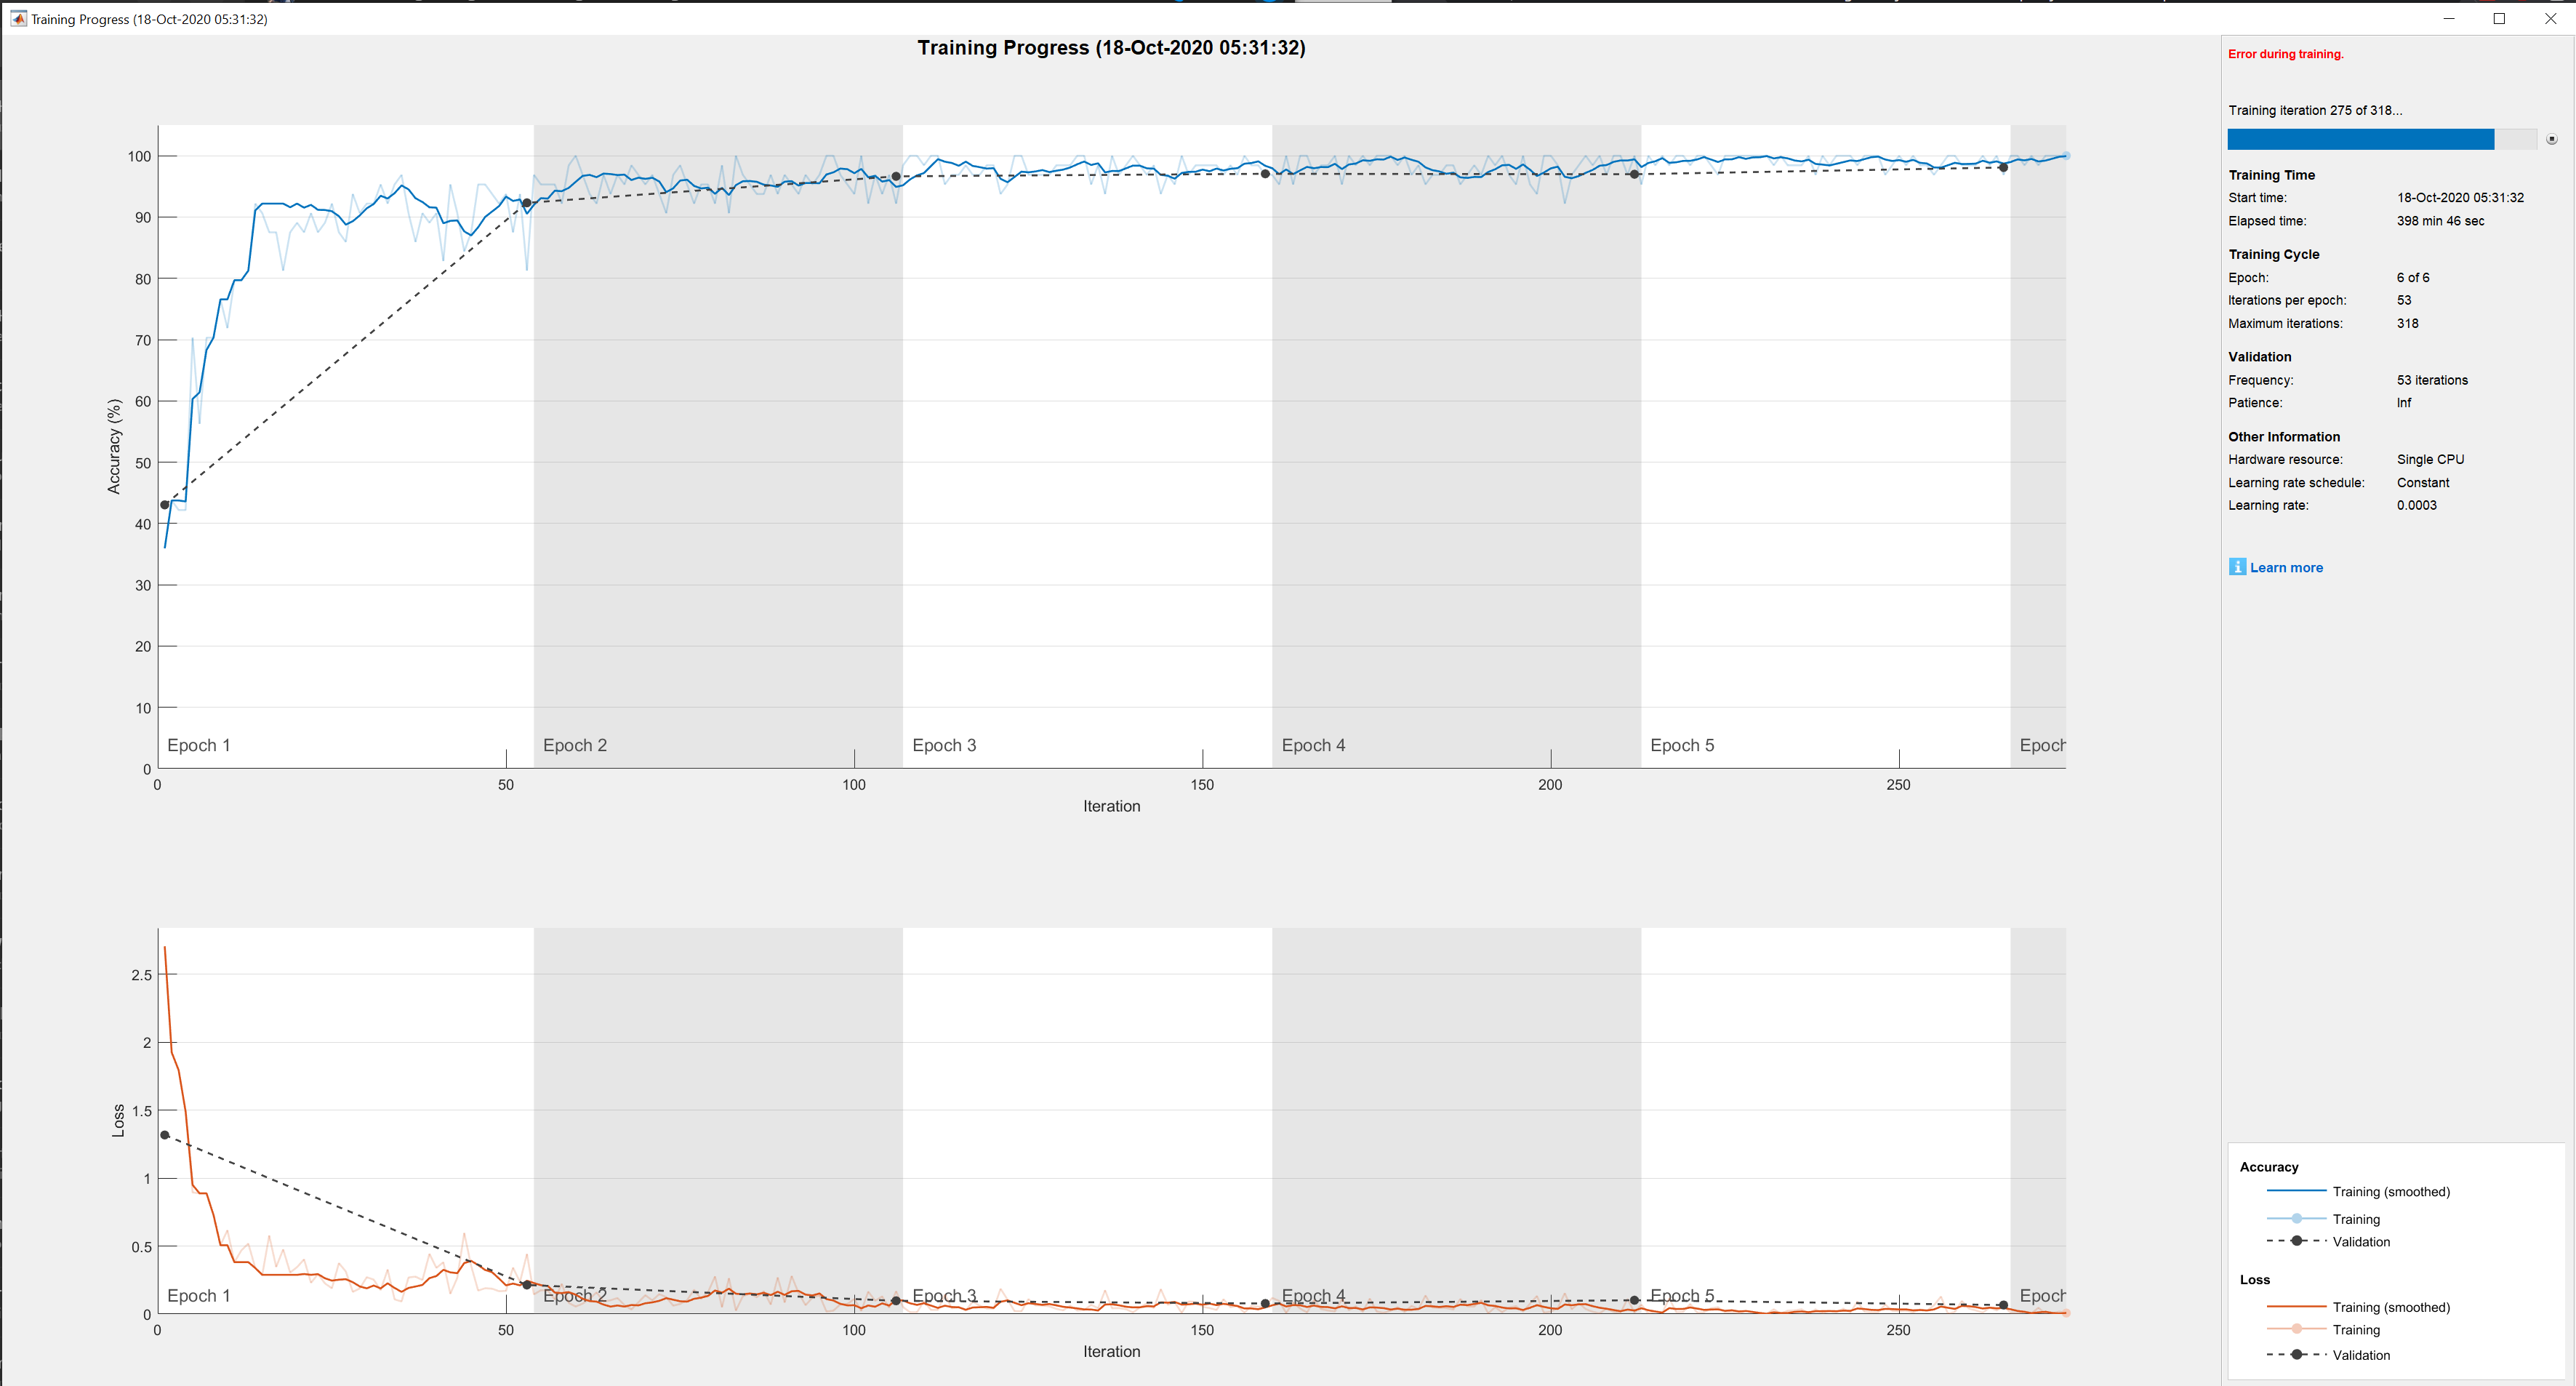 Training Progress (18-Oct-2020 05:31:32)
Training Progress (18-Oct-2020 05:31:32)
Accuracy (%)
100
90
80
70
60
50
40
30
20
10
0
Epoch 1
Epoch 2
Epoch 3
Epoch 4
Epoch 5
Epoch
0
50
100
150
200
250
Iteration
Loss
2.5
2
1.5
1
0.5
0
Epoch 1
Epoch 2
Epoch 3
Epoch 4
Epoch 5
Epoch
0
50
100
150
200
250
Iteration
Error during training.
Training iteration 275 of 318...
Training Time
Start time: 18-Oct-2020 05:31:32
Elapsed time: 398 min 46 sec
Training Cycle
Epoch: 6 of 6
Iterations per epoch: 53
Maximum iterations: 318
Validation
Frequency: 53 iterations
Patience: Inf
Other Information
Hardware resource: Single CPU
Learning rate schedule: Constant
Learning rate: 0.0003
i Learn more
Accuracy
Training (smoothed)
Training
Validation
Loss
Training (smoothed)
Training
Validation